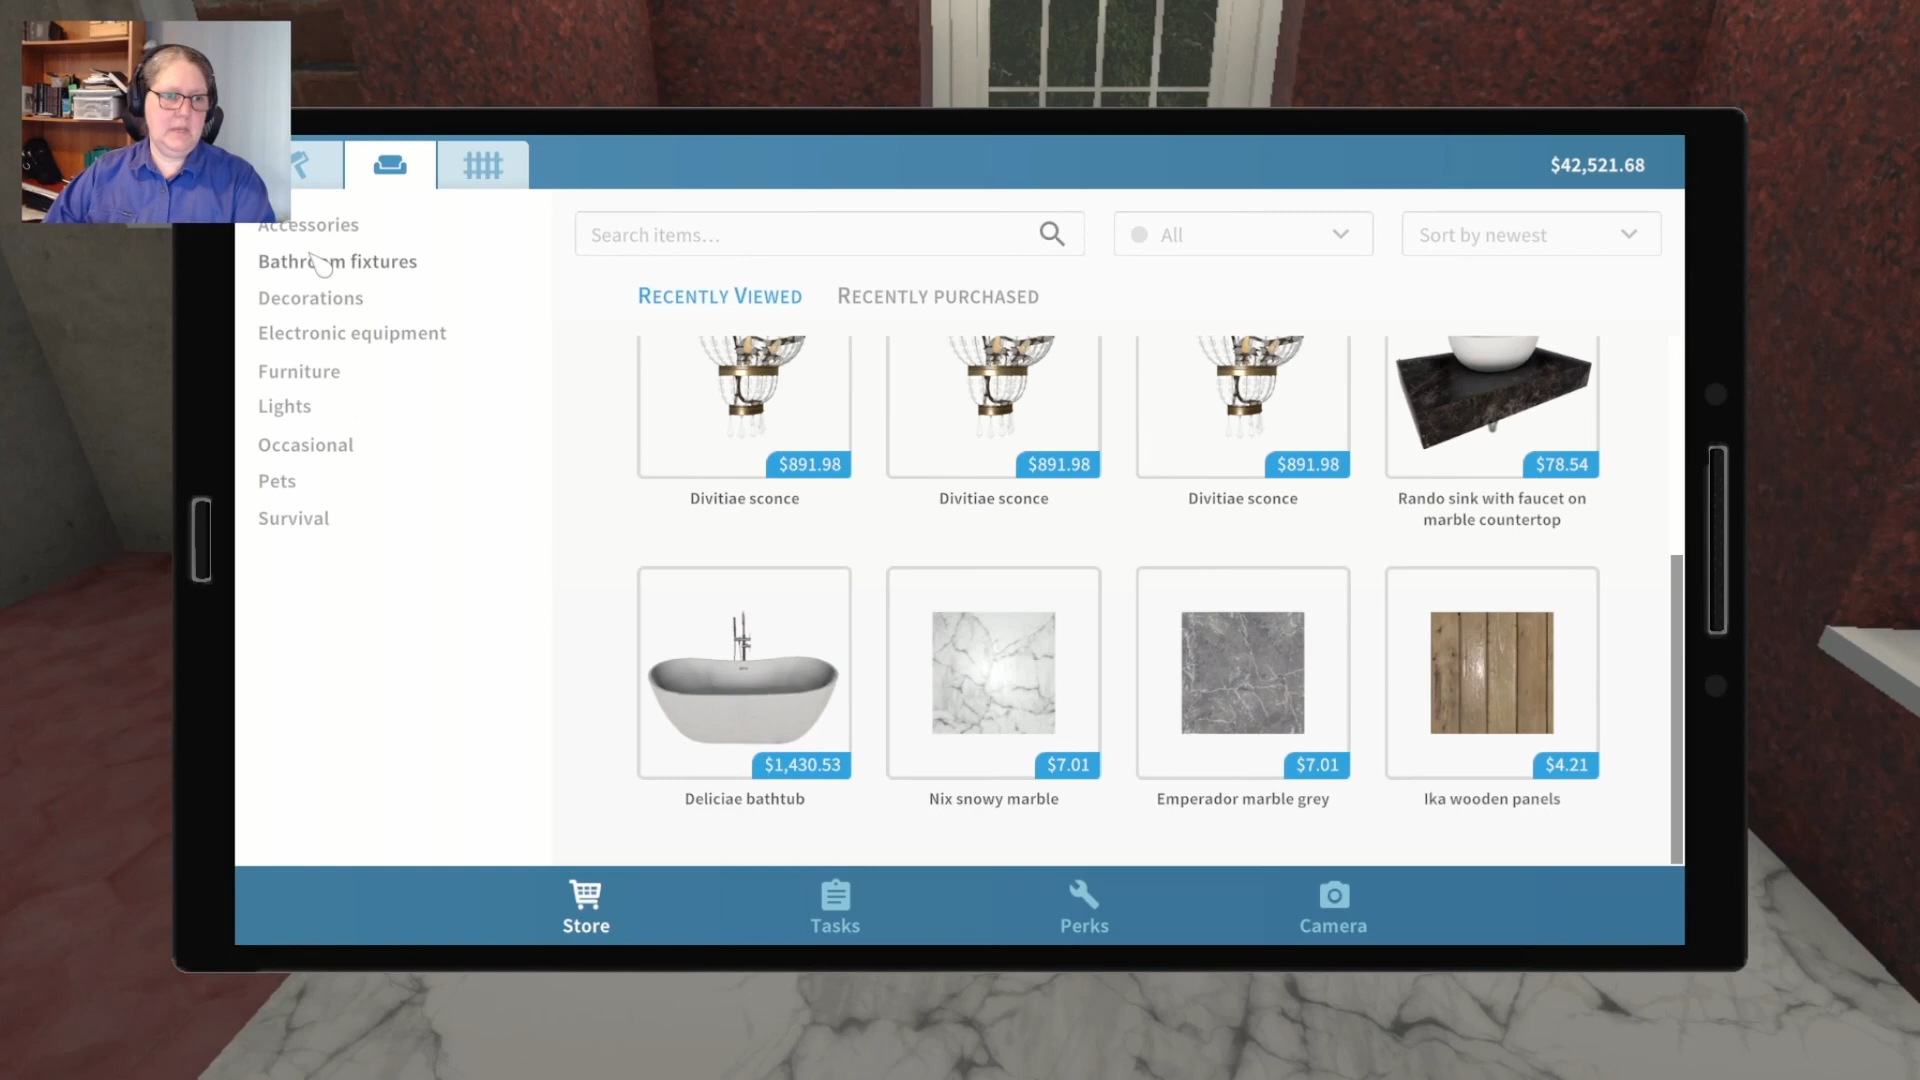 $42,521.68
Accessories
Bathroom fixtures
Decorations
Electronic equipment
Furniture
Lights
Occasional
Pets
Survival
Search items...
All
Sort by newest
RECENTLY VIEWED
RECENTLY PURCHASED
$891.98
Divitiae sconce
$891.98
Divitiae sconce
$891.98
Divitiae sconce
$78.54
Rando sink with faucet on
marble countertop
$1,430.53
Deliciae bathtub
$7.01
Nix snowy marble
$7.01
Emperador marble grey
$4.21
Ika wooden panels
Store
Tasks
Perks
Camera